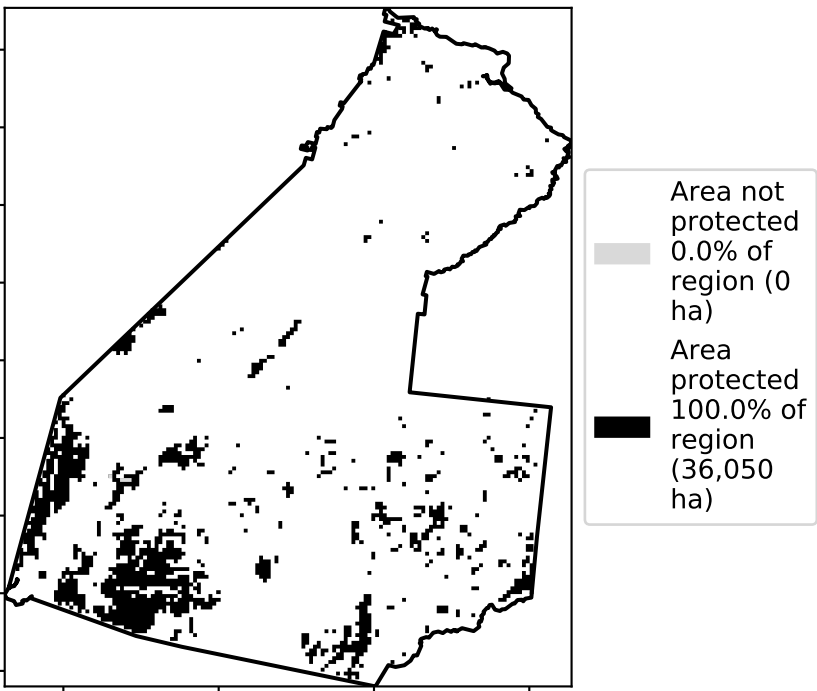 Area not
protected
0.0% of
region (0
ha)
Area
protected
100.0% of
region
(36,050
ha)